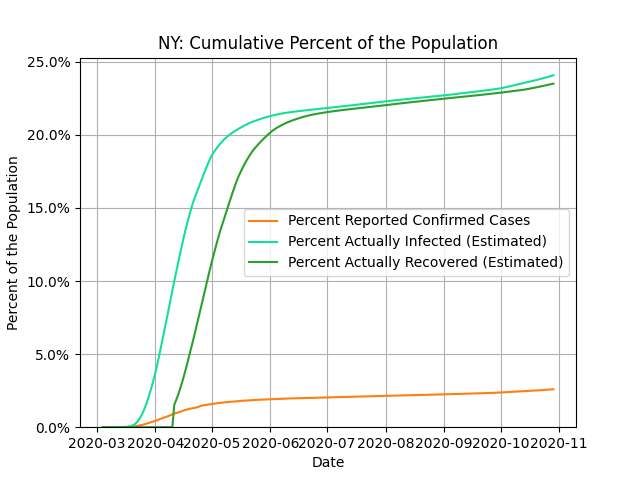 NY: Cumulative Percent of the Population
25.0%
20.0%
15.0%
10.0%
5.0%
0.0%
Percent of the Population
Percent Reported Confirmed Cases
Percent Actually Infected (Estimated)
Percent Actually Recovered (Estimated)
2020-03 2020-04 2020-05 2020-06 2020-07 2020-08 2020-09 2020-10 2020-11
Date